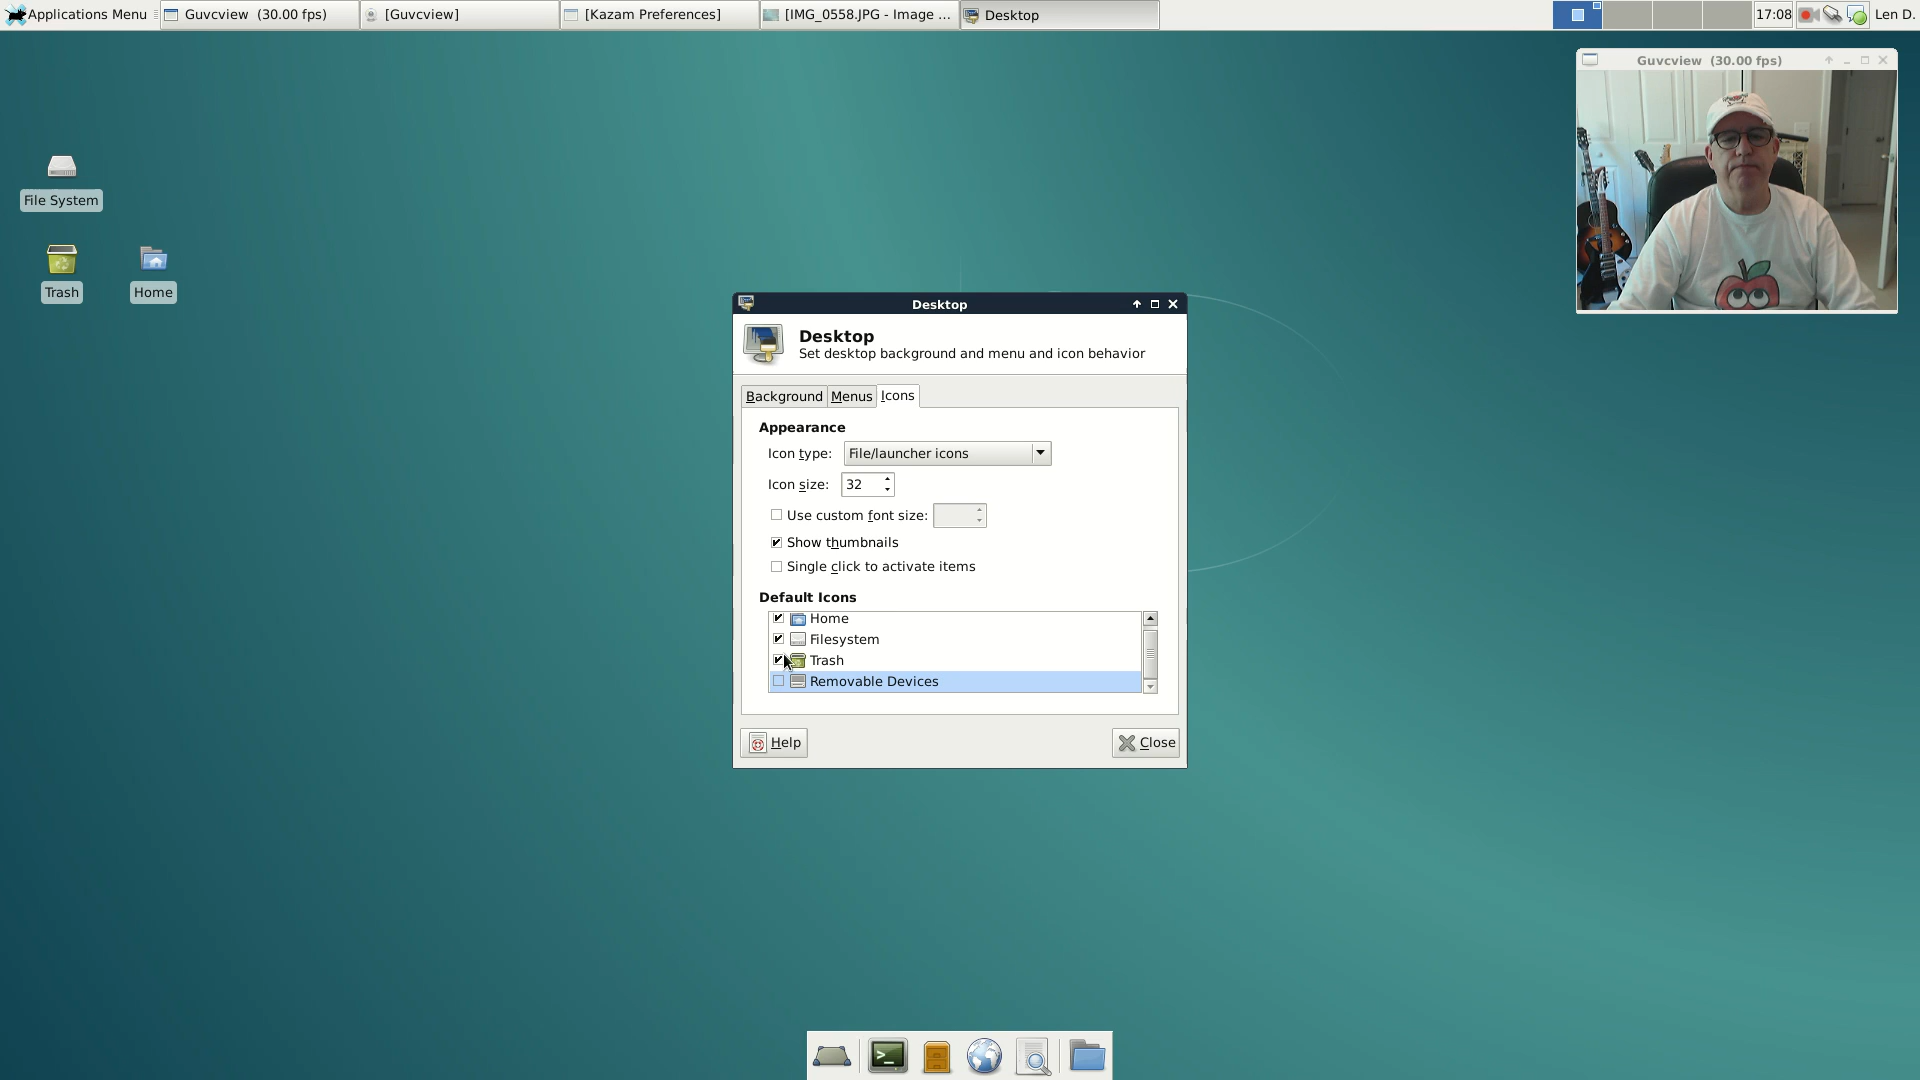 Applications Menu
Guvcview  (30.00 fps)
[Guvcview]
[Kazam Preferences]
[IMG_0558.JPG - Image ...
Desktop
17:08
Len D.
Guvcview  (30.00 fps)
File System
Trash
Home
Desktop
Desktop
Set desktop background and menu and icon behavior
Background
Menus
Icons
Appearance
Icon type: File/launcher icons
Icon size: 32
Use custom font size:
Show thumbnails
Single click to activate items
Default Icons
Home
Filesystem
Trash
Removable Devices
Help
Close